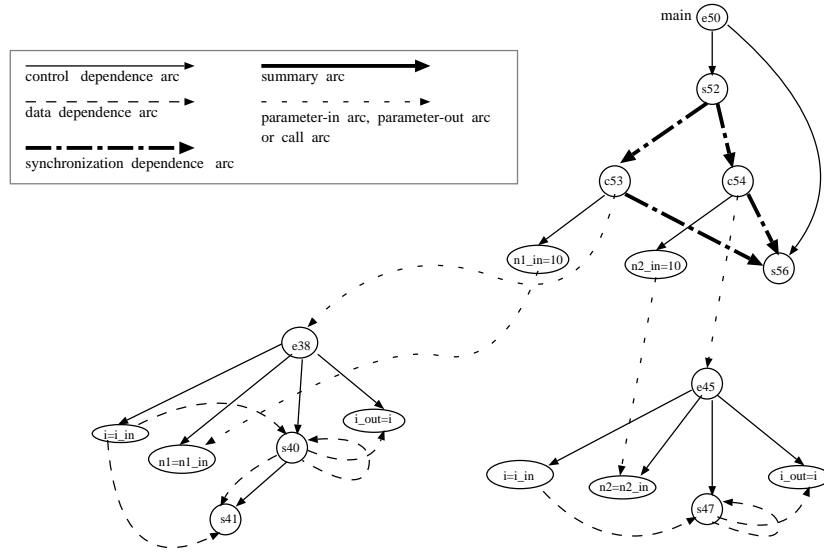 main
e50
control dependence arc
summary arc
s52
data dependence arc
parameter-in arc, parameter-out arc
or call arc
synchronization dependence arc
c53
c54
n1_in=10
n2_in=10
s56
e38
e45
i=i_in
i_out=i
n1=n1_in
s40
i=i_in
n2=n2_in
i_out=i
s41
s47